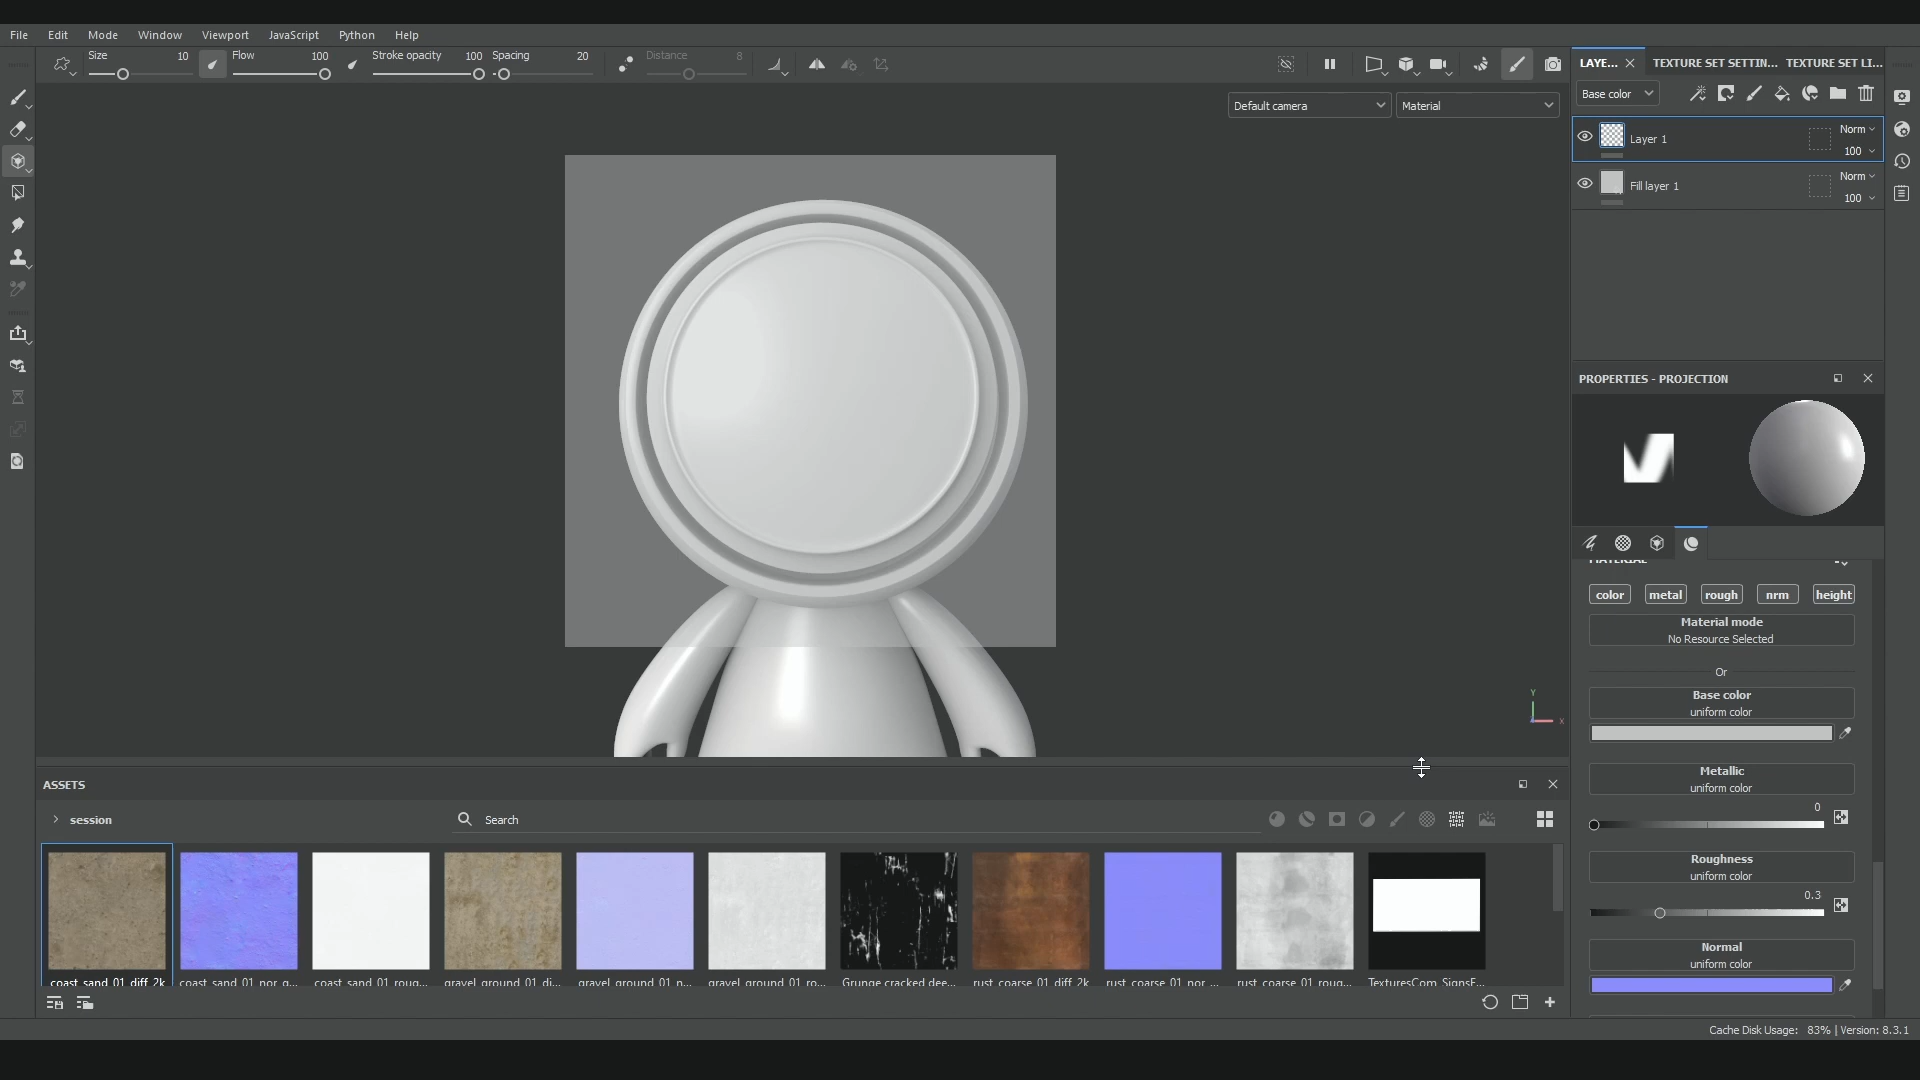 File Edit Mode Window Viewport JavaScript Python Help
Size 10 Flow 100 Stroke opacity 100 Spacing 20 Distance 8
LAYE... TEXTURE SET SETTIN... TEXTURE SET LI...
Base color
Default camera Material
Layer 1 Norm
100
Fill layer 1 Norm
100
PROPERTIES - PROJECTION
MATERIAL
color metal rough nrm height
Material mode
No Resource Selected
Or
Base color
uniform color
Y
X
Metallic
uniform color
0
Roughness
uniform color
0.3
Normal
uniform color
ASSETS
session Search
coast_sand_01_diff_2k coast_sand_01_nor_g... coast_sand_01_roug... gravel_ground_01_di... gravel_ground_01_n... gravel_ground_01_ro... Grunge cracked dee... rust_coarse_01_diff_2k rust_coarse_01_nor_... rust_coarse_01_roug... TexturesCom_SignsF...
Cache Disk Usage: 83% | Version: 8.3.1